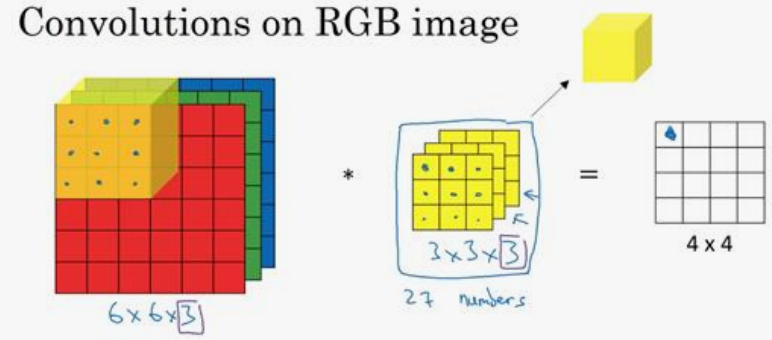 Convolutions on RGB image
*
=
6x6x3
3x3x3
27 numbers
4 x 4